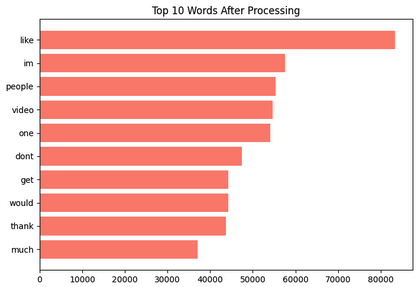 Top 10 Words After Processing
like
im
people
video
one
dont
get
would
thank
much
0 10000 20000 30000 40000 50000 60000 70000 80000